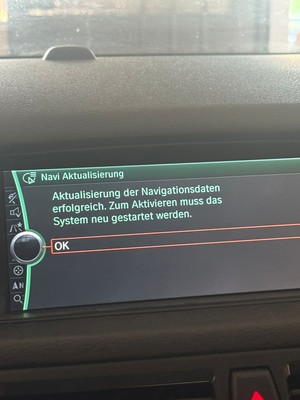 Navi Aktualisierung
Aktualisierung der Navigationsdaten
erfolgreich. Zum Aktivieren muss das
System neu gestartet werden.
OK